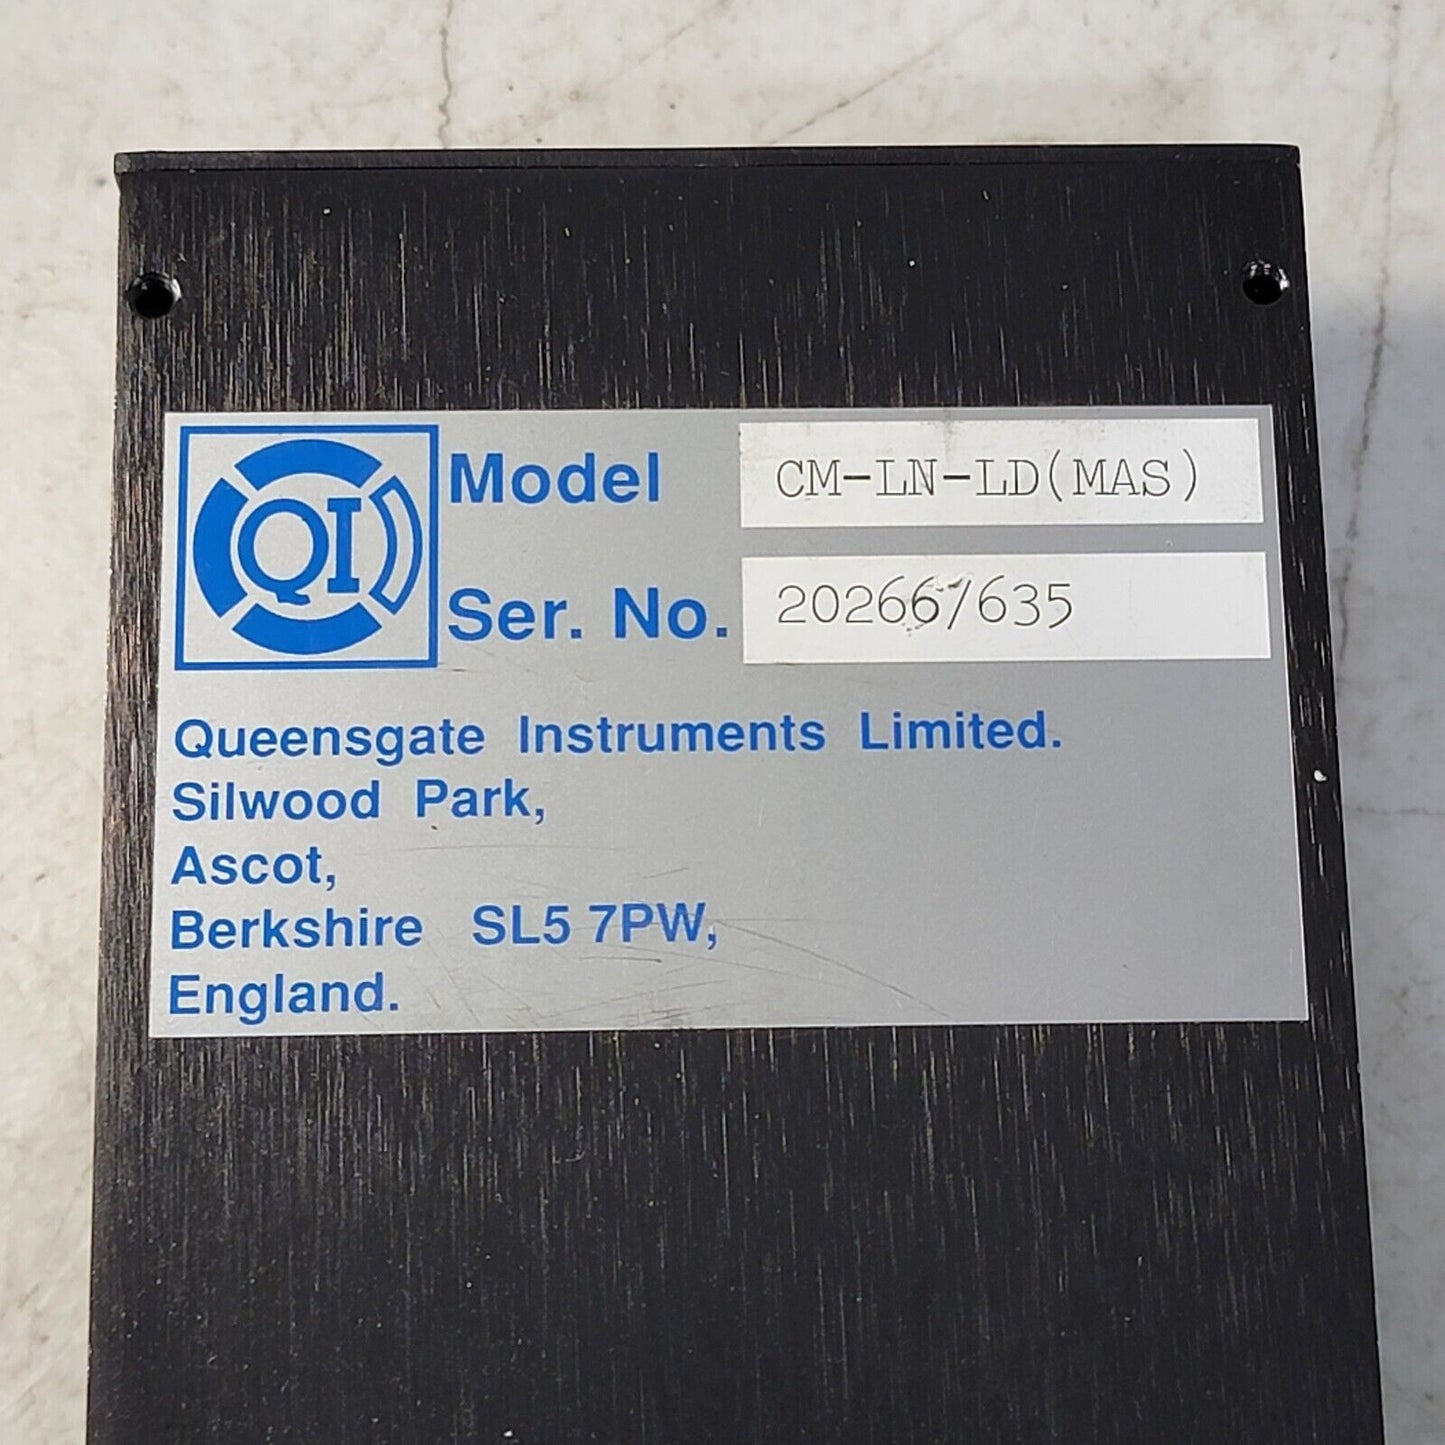 QI
Model CM-LN-LD(MAS)
Ser. No. 20266/635
Queensgate Instruments Limited.
Silwood Park,
Ascot,
Berkshire SL5 7PW,
England.